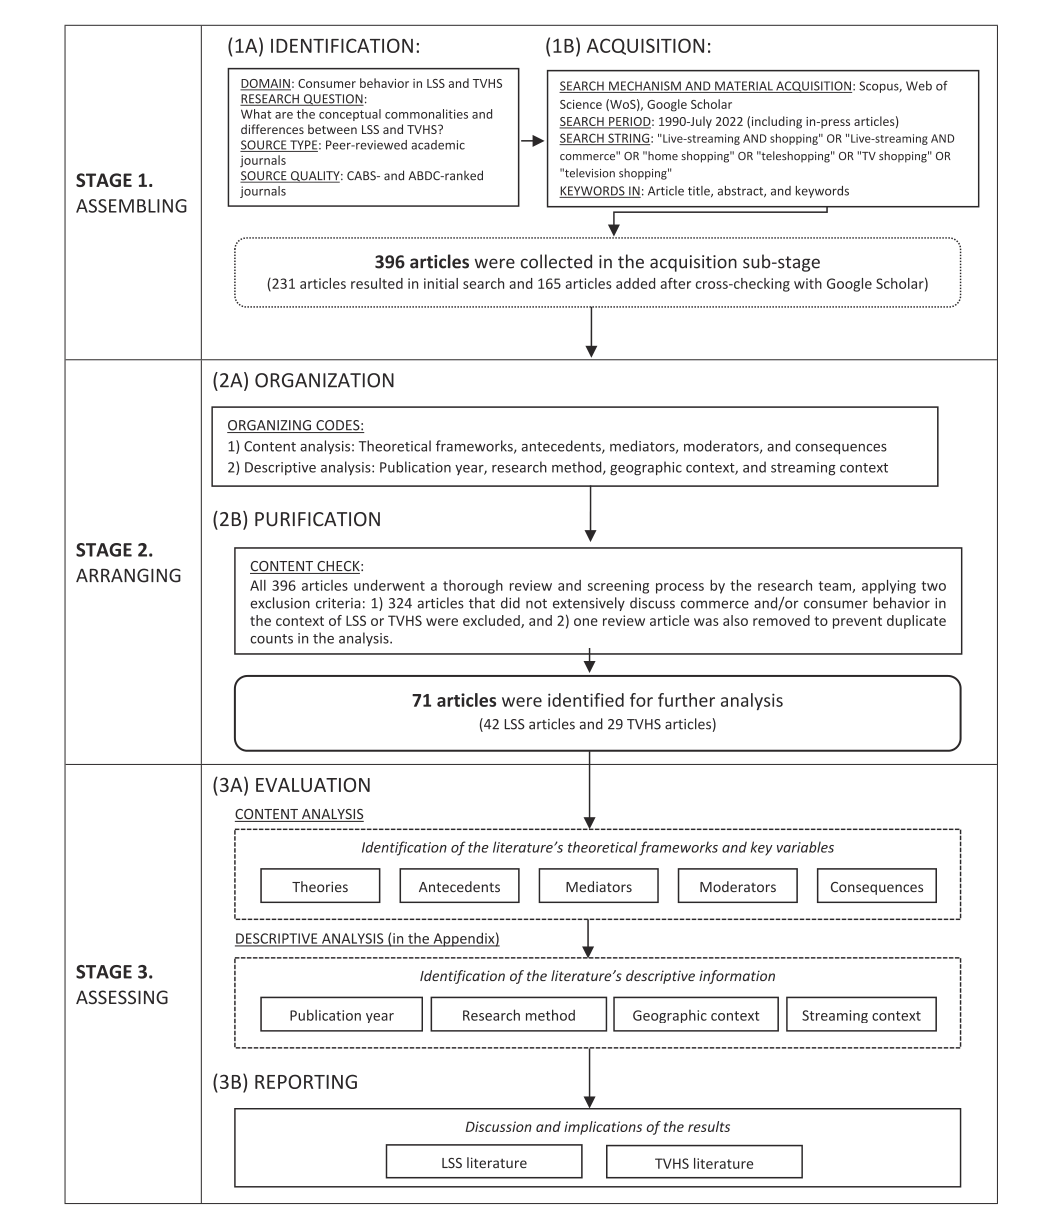 (1A) IDENTIFICATION:
(1B) ACQUISITION:
DOMAIN: Consumer behavior in LSS and TVHS
RESEARCH QUESTION:
What are the conceptual commonalities and
differences between LSS and TVHS?
SOURCE TYPE: Peer-reviewed academic
journals
SOURCE QUALITY: CABS- and ABDC-ranked
journals
SEARCH MECHANISM AND MATERIAL ACQUISITION: Scopus, Web of
Science (WoS), Google Scholar
SEARCH PERIOD: 1990-July 2022 (including in-press articles)
SEARCH STRING: "Live-streaming AND shopping" OR "Live-streaming AND
commerce" OR "home shopping" OR "teleshopping" OR "TV shopping" OR
"television shopping"
KEYWORDS IN: Article title, abstract, and keywords
STAGE 1.
ASSEMBLING
396 articles were collected in the acquisition sub-stage
(231 articles resulted in initial search and 165 articles added after cross-checking with Google Scholar)
(2A) ORGANIZATION
ORGANIZING CODES:
1) Content analysis: Theoretical frameworks, antecedents, mediators, moderators, and consequences
2) Descriptive analysis: Publication year, research method, geographic context, and streaming context
(2B) PURIFICATION
STAGE 2.
ARRANGING
CONTENT CHECK:
All 396 articles underwent a thorough review and screening process by the research team, applying two
exclusion criteria: 1) 324 articles that did not extensively discuss commerce and/or consumer behavior in
the context of LSS or TVHS were excluded, and 2) one review article was also removed to prevent duplicate
counts in the analysis.
71 articles were identified for further analysis
(42 LSS articles and 29 TVHS articles)
(3A) EVALUATION
CONTENT ANALYSIS
Identification of the literature's theoretical frameworks and key variables
Theories
Antecedents
Mediators
Moderators
Consequences
DESCRIPTIVE ANALYSIS (in the Appendix)
STAGE 3.
ASSESSING
Identification of the literature's descriptive information
Publication year
Research method
Geographic context
Streaming context
(3B) REPORTING
Discussion and implications of the results
LSS literature
TVHS literature